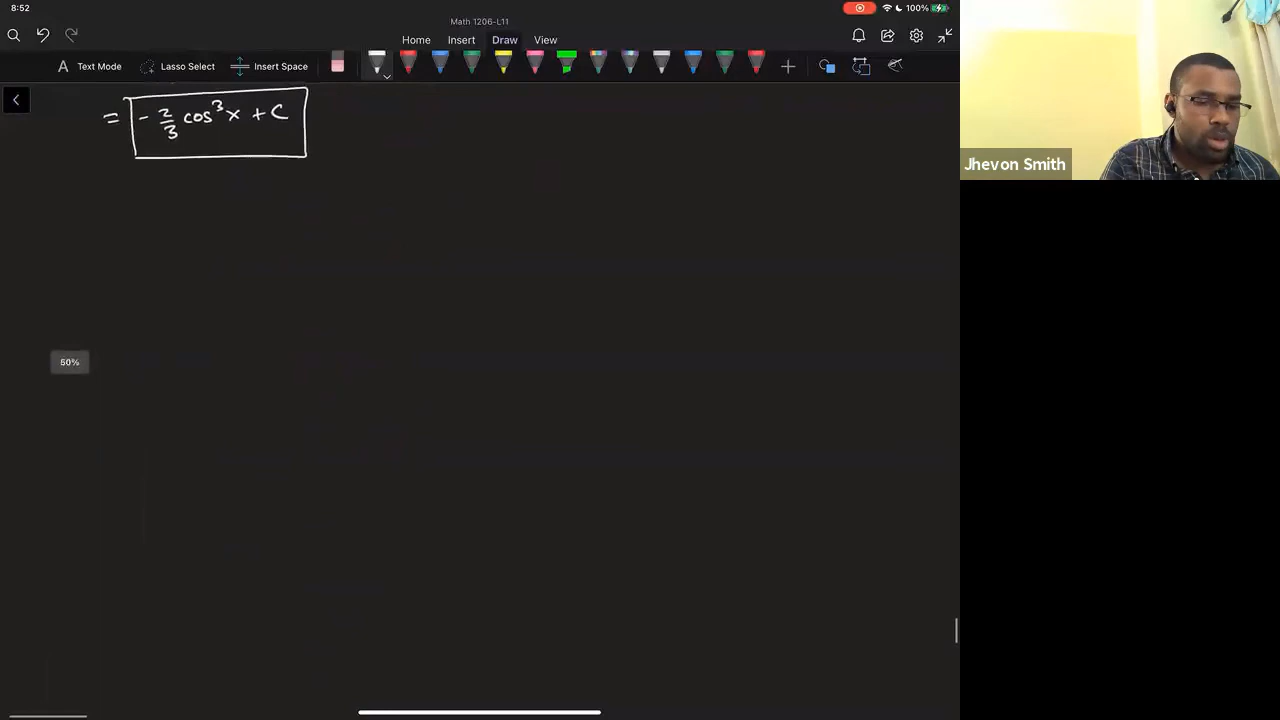 8:52
100%
Math 1206-L11
Home Insert Draw View
Text Mode Lasso Select Insert Space
= -2/3 cos³x + C
Jhevon Smith
50%